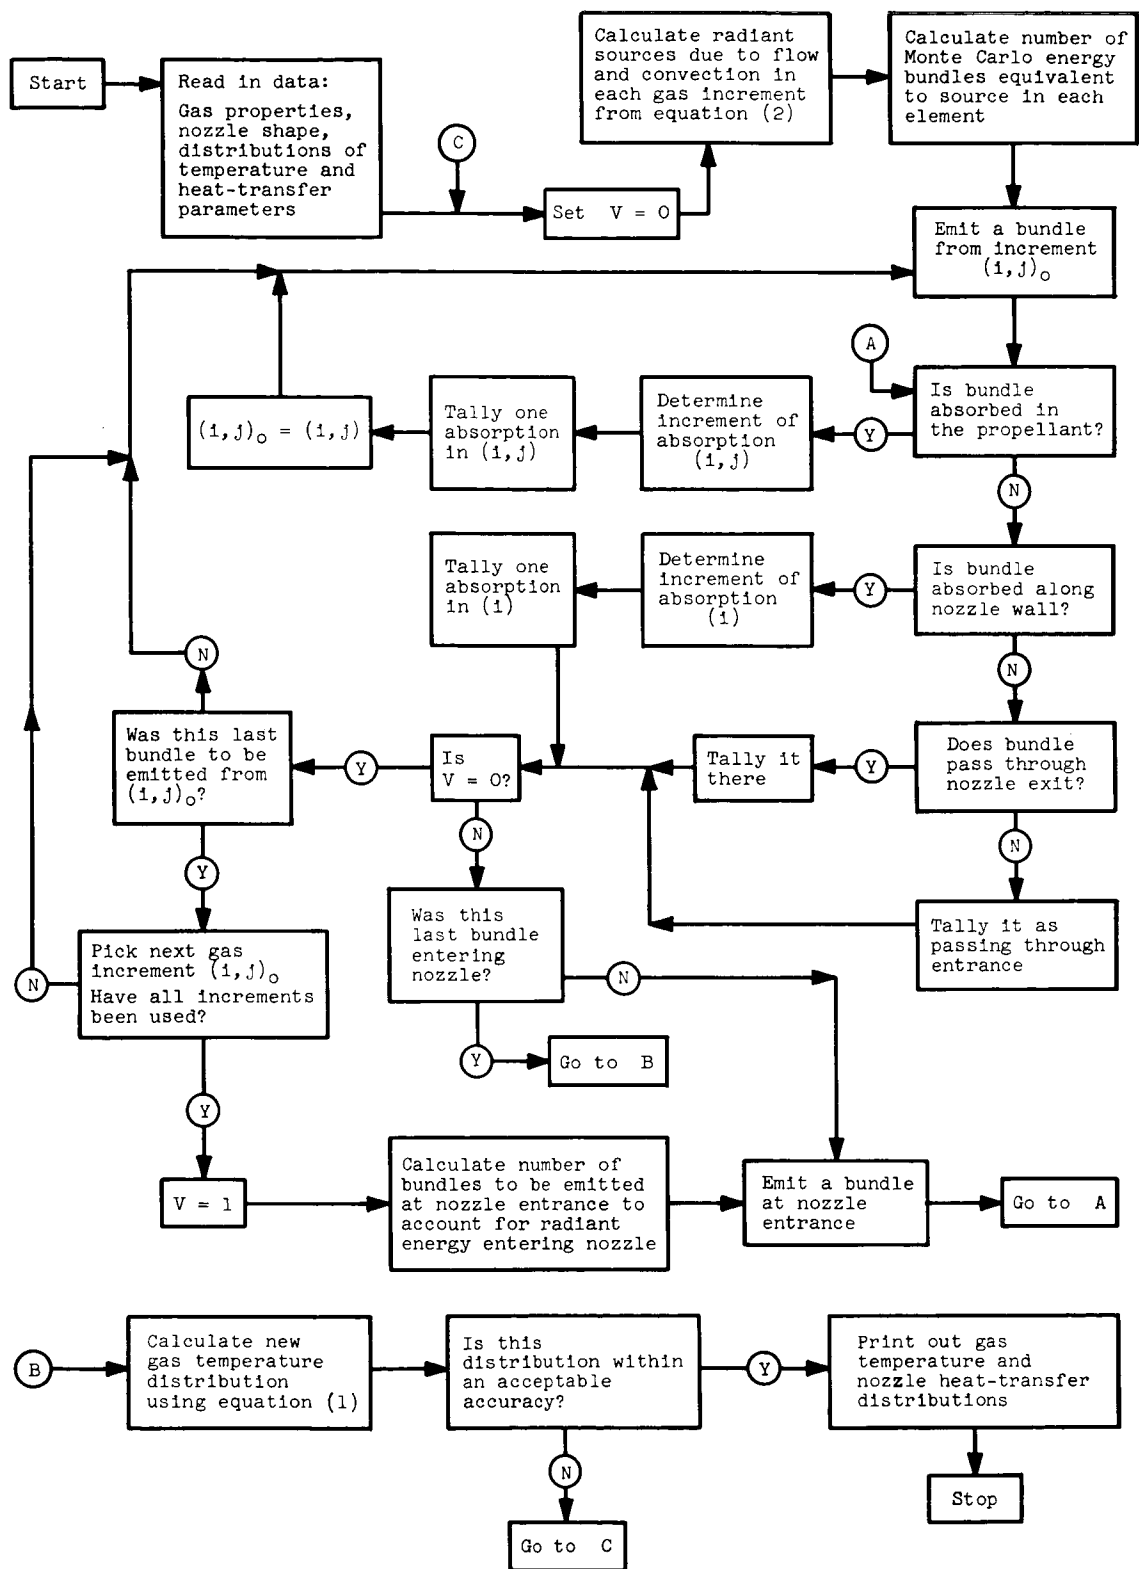 Start
Read in data:
Gas properties,
nozzle shape,
distributions of
temperature and
heat-transfer
parameters
C
Set V = 0
Calculate radiant
sources due to flow
and convection in
each gas increment
from equation (2)
Calculate number of
Monte Carlo energy
bundles equivalent
to source in each
element
Emit a bundle
from increment
(i,j)o
A
Is bundle
absorbed in
the propellant?
Y
Determine
increment of
absorption
(i,j)
Tally one
absorption
in (i,j)
(i,j)o = (i,j)
N
Is bundle
absorbed along
nozzle wall?
Y
Determine
increment of
absorption
(i)
Tally one
absorption
in (i)
N
Does bundle
pass through
nozzle exit?
Y
Tally it
there
Is
V = 0?
Y
Was this last
bundle to be
emitted from
(i,j)o?
N
N
Tally it as
passing through
entrance
N
Was this
last bundle
entering
nozzle?
N
Y
Go to B
Y
Pick next gas
increment (i,j)o
Have all increments
been used?
N
Y
V = 1
Calculate number of
bundles to be emitted
at nozzle entrance to
account for radiant
energy entering nozzle
Emit a bundle
at nozzle
entrance
Go to A
B
Calculate new
gas temperature
distribution
using equation (1)
Is this
distribution within
an acceptable
accuracy?
Y
Print out gas
temperature and
nozzle heat-transfer
distributions
N
Go to C
Stop